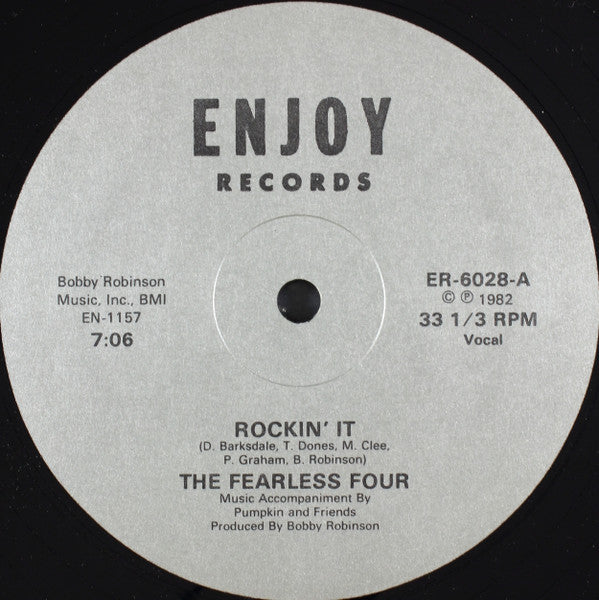 ENJOY
RECORDS
Bobby Robinson
Music, Inc., BMI
EN-1157
7:06
ER-6028-A
© ℗ 1982
33 1/3 RPM
Vocal
ROCKIN' IT
(D. Barksdale, T. Dones, M. Clee,
P. Graham, B. Robinson)
THE FEARLESS FOUR
Music Accompaniment By
Pumpkin and Friends
Produced By Bobby Robinson